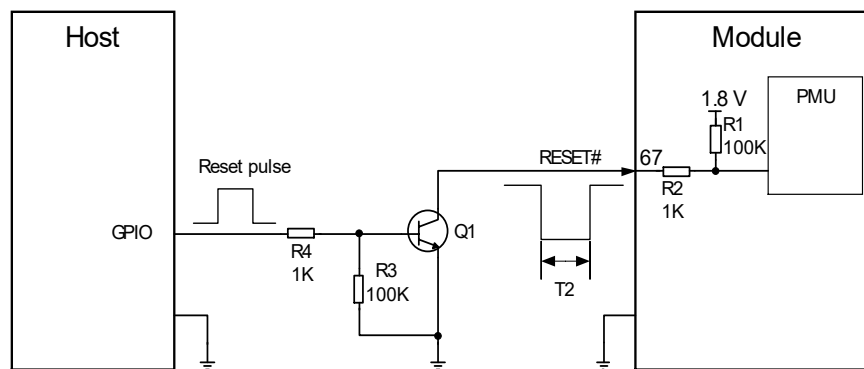 Host
Module
1.8 V
PMU
R1
100K
Reset pulse
RESET#
67
R2
1K
GPIO
Q1
R4
1K
R3
100K
T2